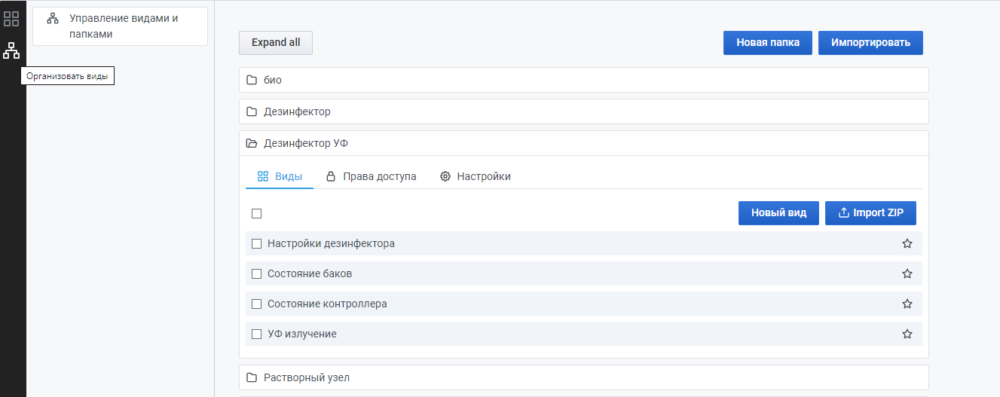 Управление видами и
папками
Организовать виды
Expand all
Новая папка
Импортировать
био
Дезинфектор
Дезинфектор УФ
Виды
Права доступа
Настройки
Новый вид
Import ZIP
Настройки дезинфектора
Состояние баков
Состояние контроллера
УФ излучение
Растворный узел